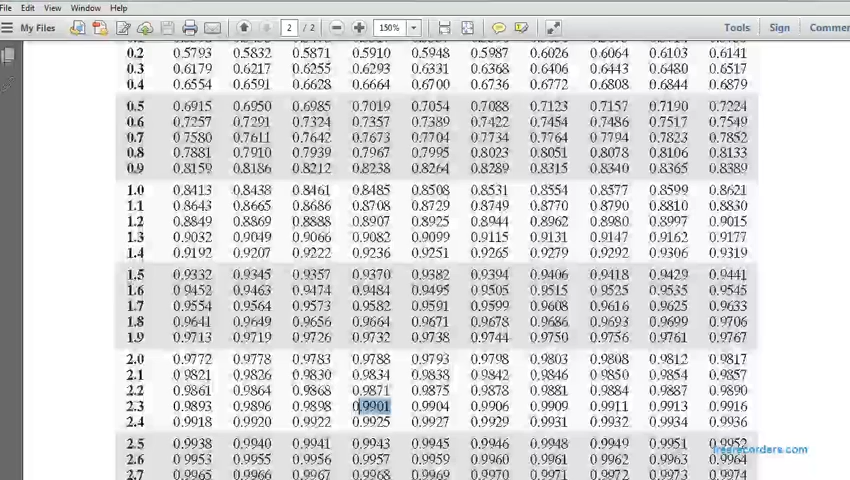 File Edit View Window Help
My Files 2 / 2 150% Tools Sign Commen
0.2 0.5793 0.5832 0.5871 0.5910 0.5948 0.5987 0.6026 0.6064 0.6103 0.6141
0.3 0.6179 0.6217 0.6255 0.6293 0.6331 0.6368 0.6406 0.6443 0.6480 0.6517
0.4 0.6554 0.6591 0.6628 0.6664 0.6700 0.6736 0.6772 0.6808 0.6844 0.6879
0.5 0.6915 0.6950 0.6985 0.7019 0.7054 0.7088 0.7123 0.7157 0.7190 0.7224
0.6 0.7257 0.7291 0.7324 0.7357 0.7389 0.7422 0.7454 0.7486 0.7517 0.7549
0.7 0.7580 0.7611 0.7642 0.7673 0.7704 0.7734 0.7764 0.7794 0.7823 0.7852
0.8 0.7881 0.7910 0.7939 0.7967 0.7995 0.8023 0.8051 0.8078 0.8106 0.8133
0.9 0.8159 0.8186 0.8212 0.8238 0.8264 0.8289 0.8315 0.8340 0.8365 0.8389
1.0 0.8413 0.8438 0.8461 0.8485 0.8508 0.8531 0.8554 0.8577 0.8599 0.8621
1.1 0.8643 0.8665 0.8686 0.8708 0.8729 0.8749 0.8770 0.8790 0.8810 0.8830
1.2 0.8849 0.8869 0.8888 0.8907 0.8925 0.8944 0.8962 0.8980 0.8997 0.9015
1.3 0.9032 0.9049 0.9066 0.9082 0.9099 0.9115 0.9131 0.9147 0.9162 0.9177
1.4 0.9192 0.9207 0.9222 0.9236 0.9251 0.9265 0.9279 0.9292 0.9306 0.9319
1.5 0.9332 0.9345 0.9357 0.9370 0.9382 0.9394 0.9406 0.9418 0.9429 0.9441
1.6 0.9452 0.9463 0.9474 0.9484 0.9495 0.9505 0.9515 0.9525 0.9535 0.9545
1.7 0.9554 0.9564 0.9573 0.9582 0.9591 0.9599 0.9608 0.9616 0.9625 0.9633
1.8 0.9641 0.9649 0.9656 0.9664 0.9671 0.9678 0.9686 0.9693 0.9699 0.9706
1.9 0.9713 0.9719 0.9726 0.9732 0.9738 0.9744 0.9750 0.9756 0.9761 0.9767
2.0 0.9772 0.9778 0.9783 0.9788 0.9793 0.9798 0.9803 0.9808 0.9812 0.9817
2.1 0.9821 0.9826 0.9830 0.9834 0.9838 0.9842 0.9846 0.9850 0.9854 0.9857
2.2 0.9861 0.9864 0.9868 0.9871 0.9875 0.9878 0.9881 0.9884 0.9887 0.9890
2.3 0.9893 0.9896 0.9898 0.9901 0.9904 0.9906 0.9909 0.9911 0.9913 0.9916
2.4 0.9918 0.9920 0.9922 0.9925 0.9927 0.9929 0.9931 0.9932 0.9934 0.9936
2.5 0.9938 0.9940 0.9941 0.9943 0.9945 0.9946 0.9948 0.9949 0.9951 0.9952
freerecorders.com
2.6 0.9953 0.9955 0.9956 0.9957 0.9959 0.9960 0.9961 0.9962 0.9963 0.9964
2.7 0.9965 0.9966 0.9967 0.9968 0.9969 0.9970 0.9971 0.9972 0.9973 0.9974